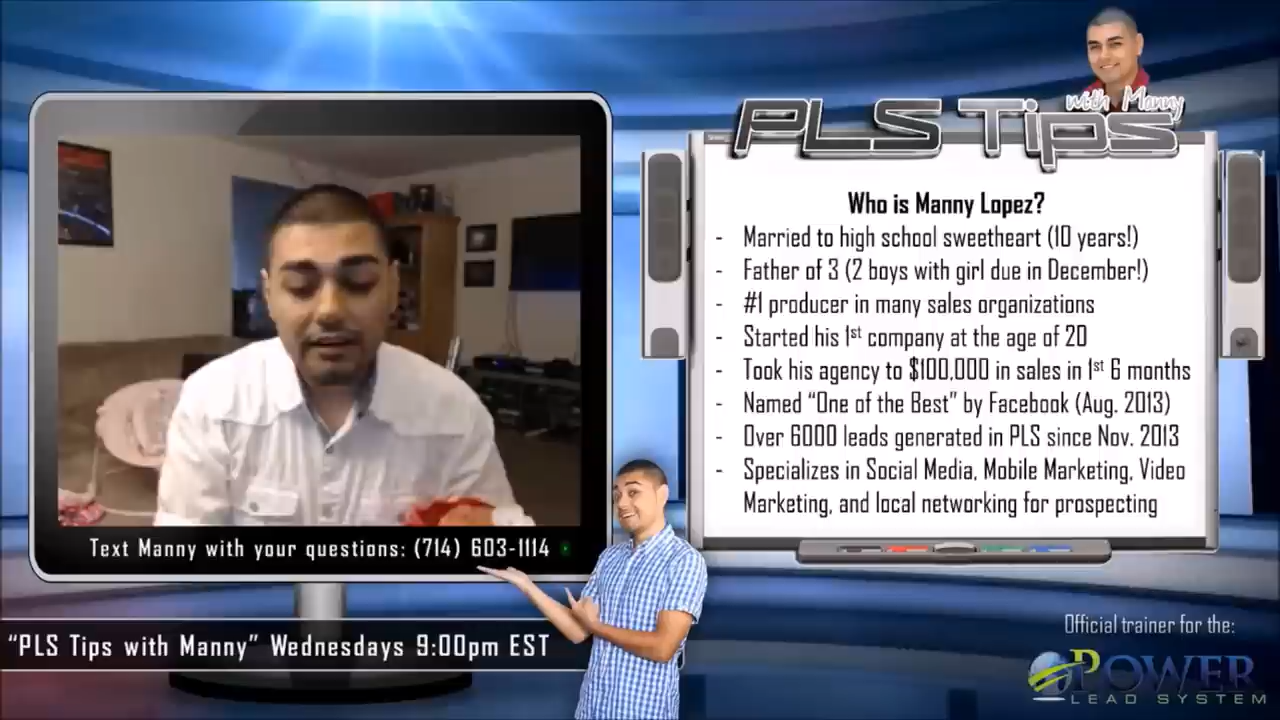 PLS Tips
with Manny
Who is Manny Lopez?
- Married to high school sweetheart (10 years!)
- Father of 3 (2 boys with girl due in December!)
- #1 producer in many sales organizations
- Started his 1st company at the age of 20
- Took his agency to $100,000 in sales in 1st 6 months
- Named “One of the Best” by Facebook (Aug. 2013)
- Over 6000 leads generated in PLS since Nov. 2013
- Specializes in Social Media, Mobile Marketing, Video
Marketing, and local networking for prospecting
Text Manny with your questions: (714) 603-1114
“PLS Tips with Manny” Wednesdays 9:00pm EST
Official trainer for the:
POWER
LEAD SYSTEM